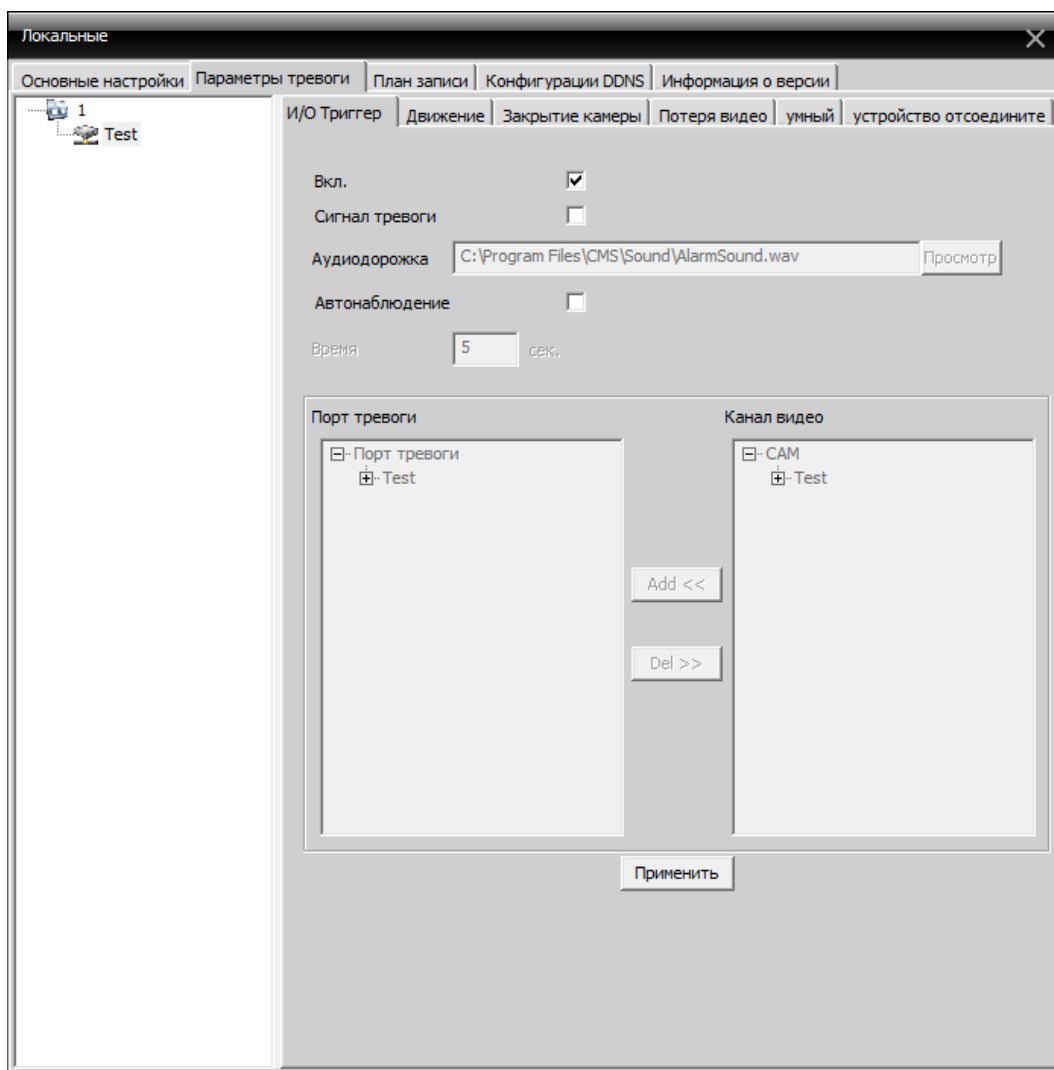 Локальные
Основные настройки Параметры тревоги План записи Конфигурации DDNS Информация о версии
1
Test
И/О Триггер Движение Закрытие камеры Потеря видео умный устройство отсоедините
Вкл.
Сигнал тревоги
Аудиодорожка C:\Program Files\CMS\Sound\AlarmSound.wav Просмотр
Автонаблюдение
Время 5 сек.
Порт тревоги Канал видео
Порт тревоги CAM
Test Test
Add <<
Del >>
Применить